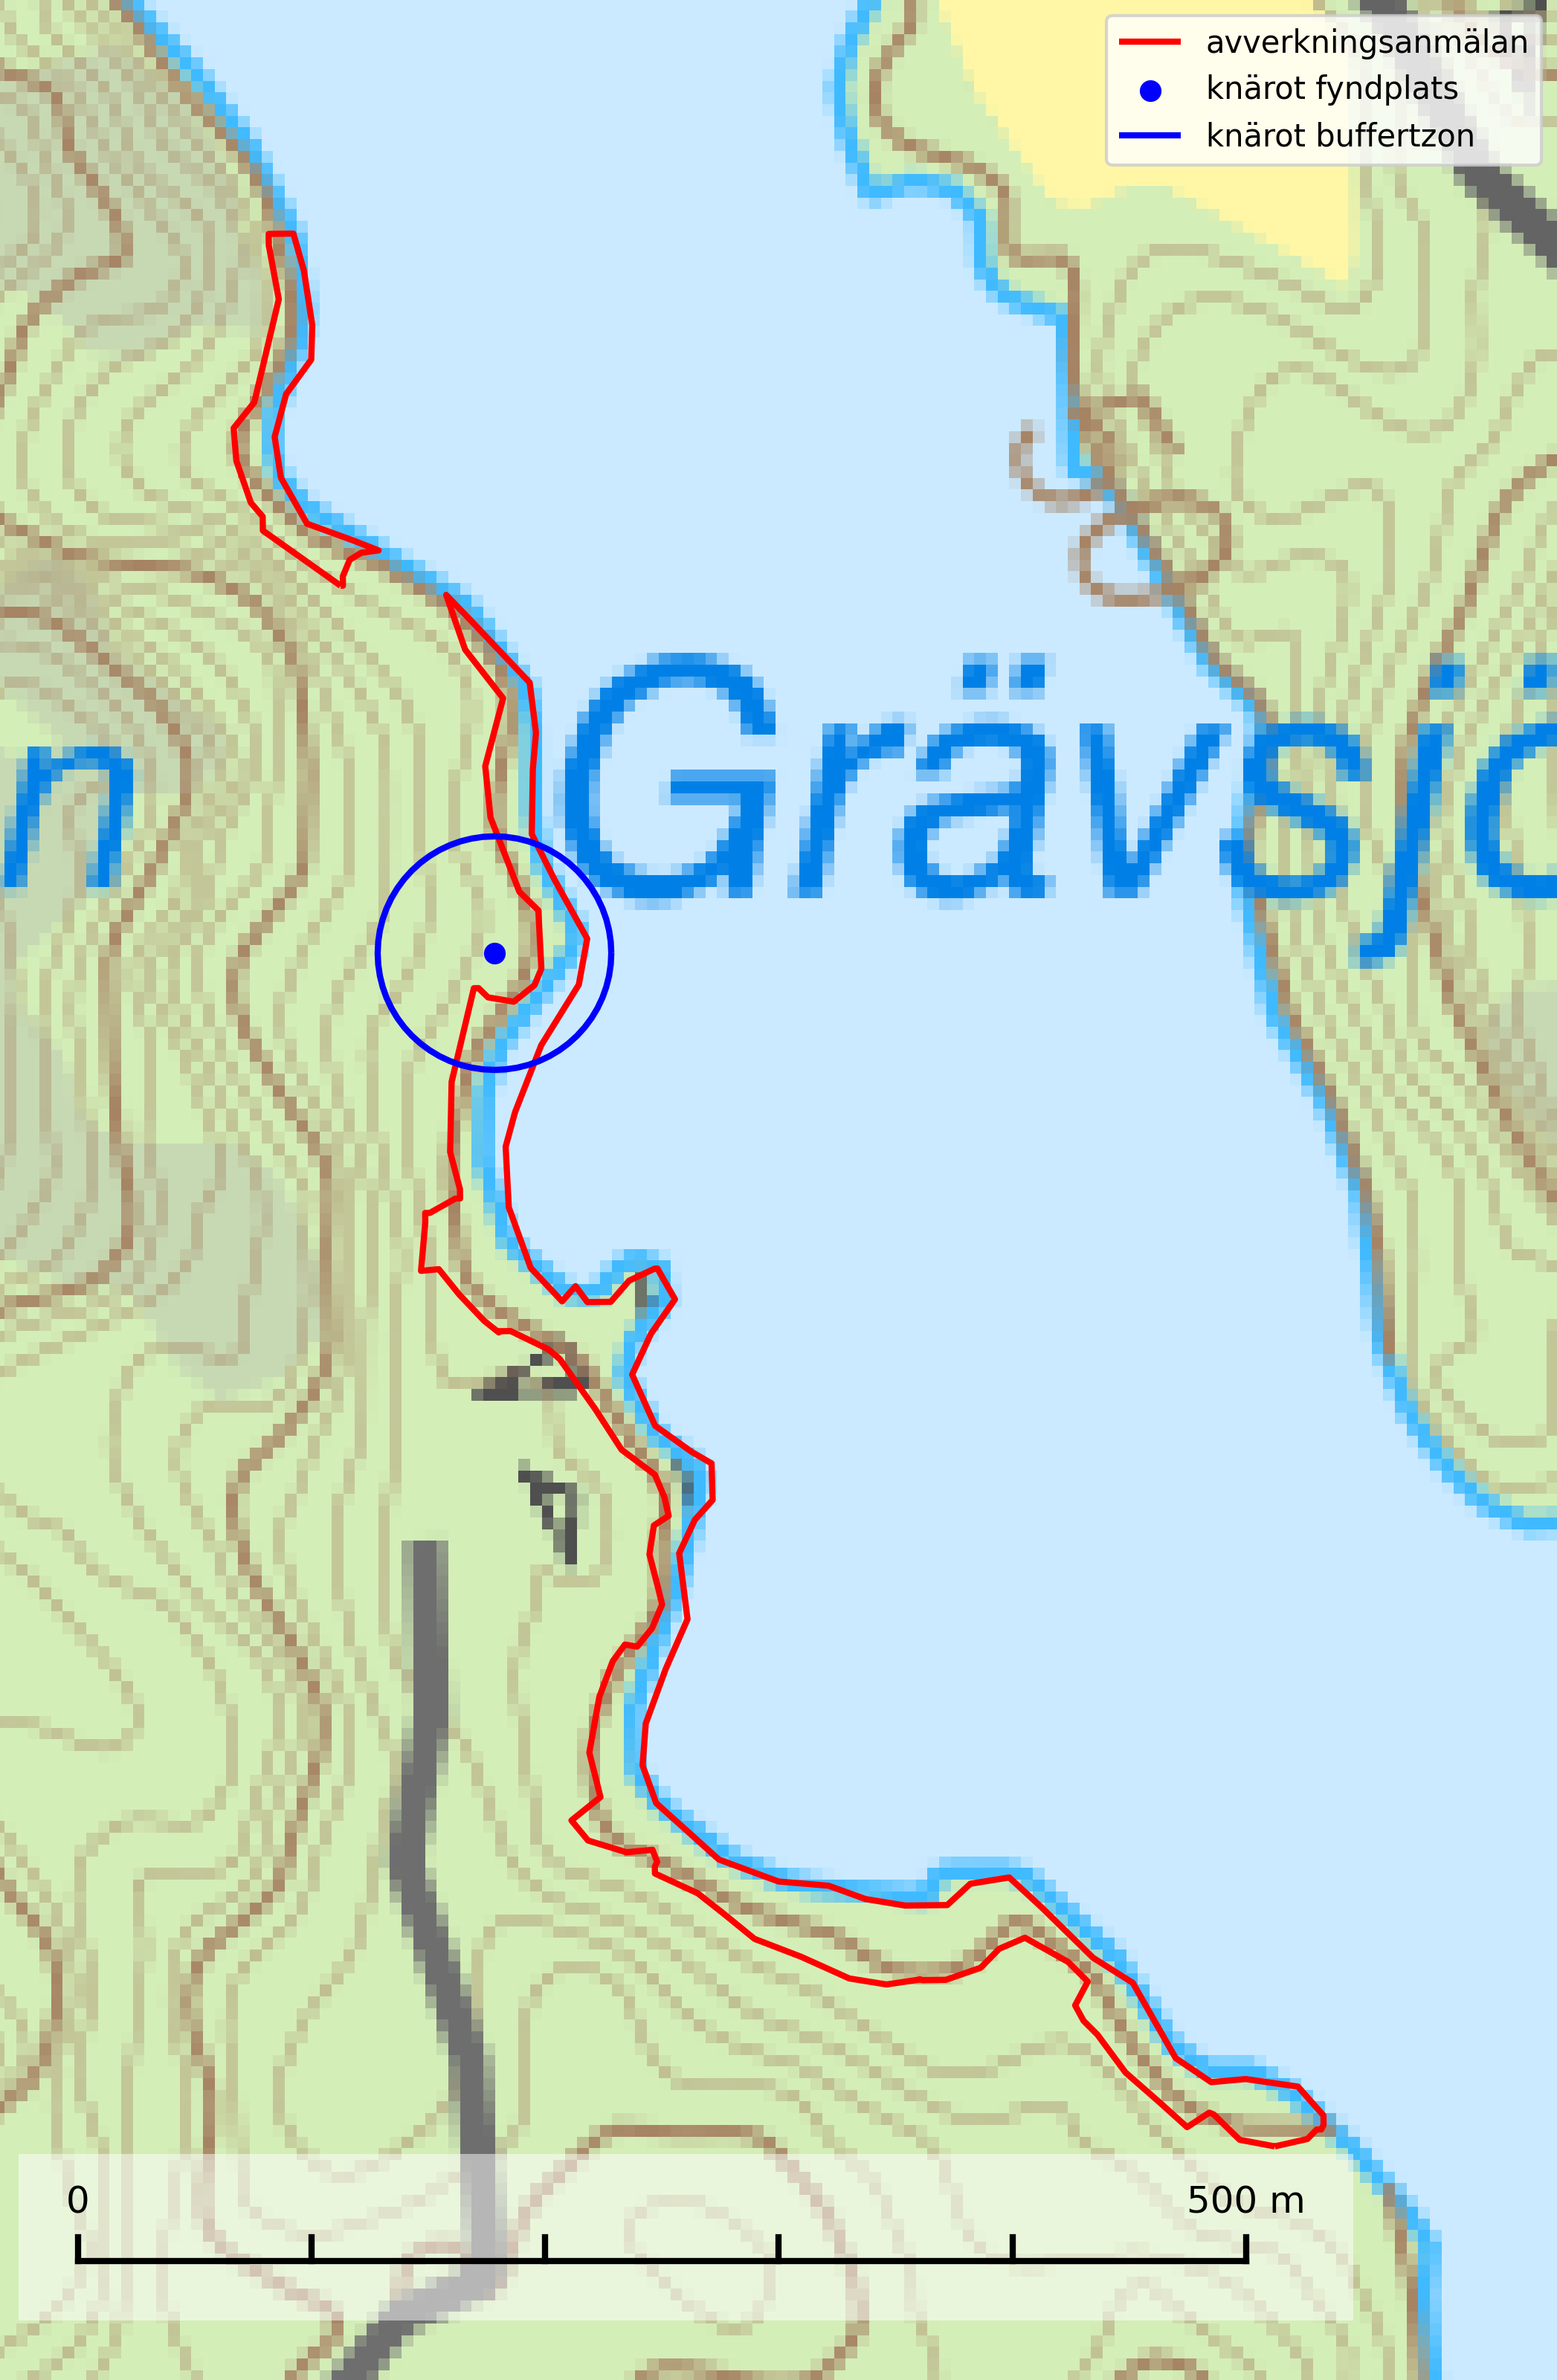 avverkningsanmälan
knärot fyndplats
knärot buffertzon
n Grävsjö
0 500 m